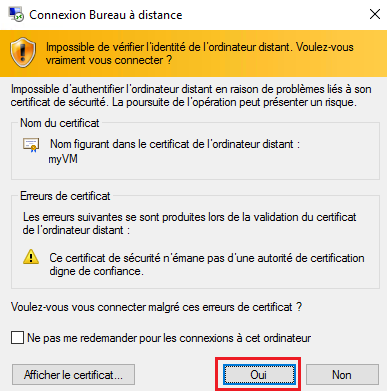 Connexion Bureau à distance
Impossible de vérifier l'identité de l'ordinateur distant. Voulez-vous
vraiment vous connecter ?
Impossible d'authentifier l'ordinateur distant en raison de problèmes liés à son
certificat de sécurité. La poursuite de l'opération peut présenter un risque.
Nom du certificat
Nom figurant dans le certificat de l'ordinateur distant :
myVM
Erreurs de certificat
Les erreurs suivantes se sont produites lors de la validation du certificat
de l'ordinateur distant :
Ce certificat de sécurité n'émane pas d'une autorité de certification
digne de confiance.
Voulez-vous vous connecter malgré ces erreurs de certificat ?
Ne pas me redemander pour les connexions à cet ordinateur
Afficher le certificat... Oui Non